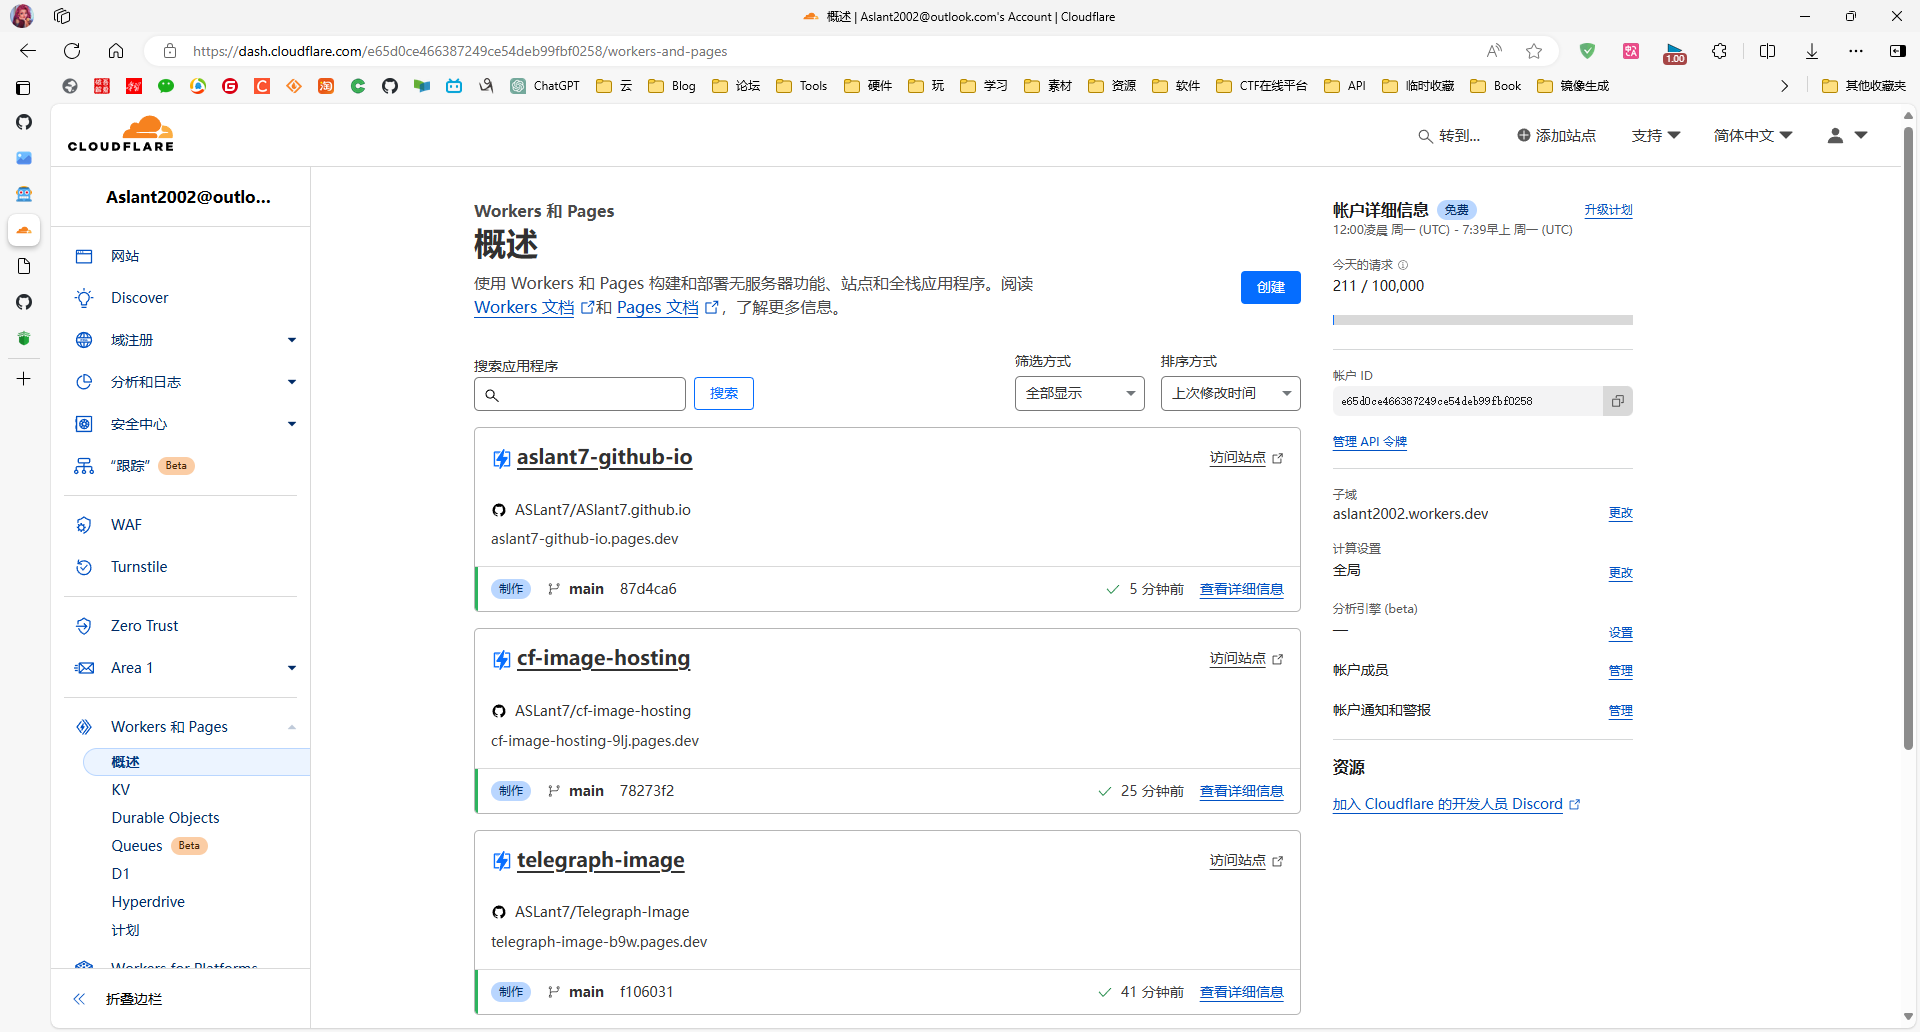 概述 | Aslant2002@outlook.com's Account | Cloudflare
https://dash.cloudflare.com/e65d0ce466387249ce54deb99fbf0258/workers-and-pages
1.00
ChatGPT 云 Blog 论坛 Tools 硬件 玩 学习 素材 资源 软件 CTF在线平台 API 临时收藏 Book 镜像生成 其他收藏夹
CLOUDFLARE
转到... 添加站点 支持 简体中文
Aslant2002@outlo...
网站
Discover
域注册
分析和日志
安全中心
“跟踪” Beta
WAF
Turnstile
Zero Trust
Area 1
Workers 和 Pages
概述
KV
Durable Objects
Queues Beta
D1
Hyperdrive
计划
Workers for Platforms
折叠边栏
Workers 和 Pages
概述
使用 Workers 和 Pages 构建和部署无服务器功能、站点和全栈应用程序。阅读
Workers 文档 和 Pages 文档 ，了解更多信息。
创建
搜索应用程序
搜索
筛选方式
全部显示
排序方式
上次修改时间
aslant7-github-io 访问站点
ASLant7/ASlant7.github.io
aslant7-github-io.pages.dev
制作 main 87d4ca6 5 分钟前 查看详细信息
cf-image-hosting 访问站点
ASLant7/cf-image-hosting
cf-image-hosting-9lj.pages.dev
制作 main 78273f2 25 分钟前 查看详细信息
telegraph-image 访问站点
ASLant7/Telegraph-Image
telegraph-image-b9w.pages.dev
制作 main f106031 41 分钟前 查看详细信息
帐户详细信息 免费 升级计划
12:00凌晨 周一 (UTC) - 7:39早上 周一 (UTC)
今天的请求
211 / 100,000
帐户 ID
e65d0ce466387249ce54deb99fbf0258
管理 API 令牌
子域
aslant2002.workers.dev 更改
计算设置
全局 更改
分析引擎 (beta)
— 设置
帐户成员 管理
帐户通知和警报 管理
资源
加入 Cloudflare 的开发人员 Discord